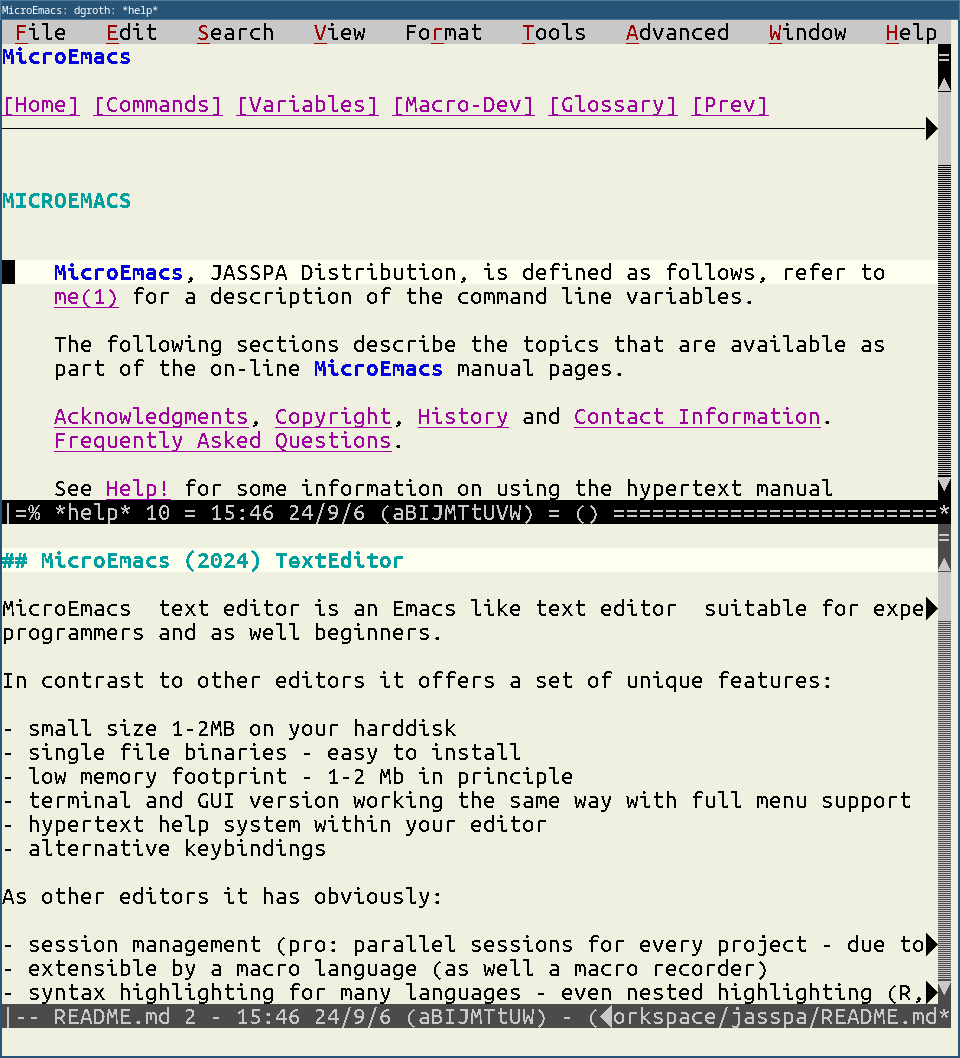 MicroEmacs: dgroth: *help*
File Edit Search View Format Tools Advanced Window Help
MicroEmacs
[Home] [Commands] [Variables] [Macro-Dev] [Glossary] [Prev]
MICROEMACS
MicroEmacs, JASSPA Distribution, is defined as follows, refer to
me(1) for a description of the command line variables.
The following sections describe the topics that are available as
part of the on-line MicroEmacs manual pages.
Acknowledgments, Copyright, History and Contact Information.
Frequently Asked Questions.
See Help! for some information on using the hypertext manual
|=% *help* 10 = 15:46 24/9/6 (aBIJMTtUVW) = () =========================*
## MicroEmacs (2024) TextEditor
MicroEmacs  text editor is an Emacs like text editor  suitable for expe
programmers and as well beginners.
In contrast to other editors it offers a set of unique features:
- small size 1-2MB on your harddisk
- single file binaries - easy to install
- low memory footprint - 1-2 Mb in principle
- terminal and GUI version working the same way with full menu support
- hypertext help system within your editor
- alternative keybindings
As other editors it has obviously:
- session management (pro: parallel sessions for every project - due to
- extensible by a macro language (as well a macro recorder)
- syntax highlighting for many languages - even nested highlighting (R,
|-- README.md 2 - 15:46 24/9/6 (aBIJMTtUW) - (orkspace/jasspa/README.md*